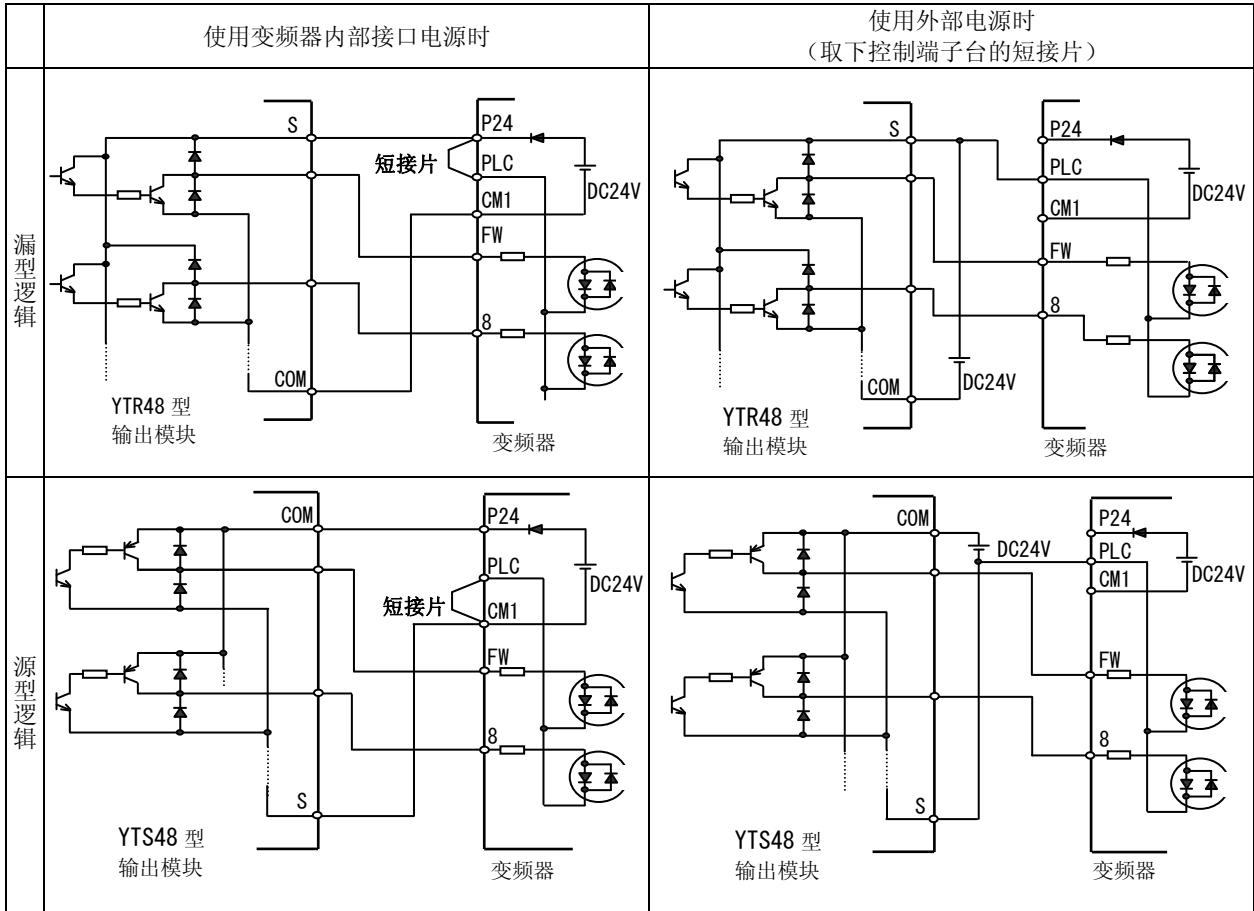 使用变频器内部接口电源时
使用外部电源时
（取下控制端子台的短接片）
漏型逻辑
S
P24
短接片
PLC
DC24V
CM1
FW
8
COM
YTR48 型
输出模块
变频器
S
P24
PLC
DC24V
CM1
FW
8
DC24V
COM
YTR48 型
输出模块
变频器
源型逻辑
COM
P24
PLC
DC24V
短接片
CM1
FW
8
S
YTS48 型
输出模块
变频器
COM
P24
DC24V
PLC
DC24V
CM1
FW
8
S
YTS48 型
输出模块
变频器